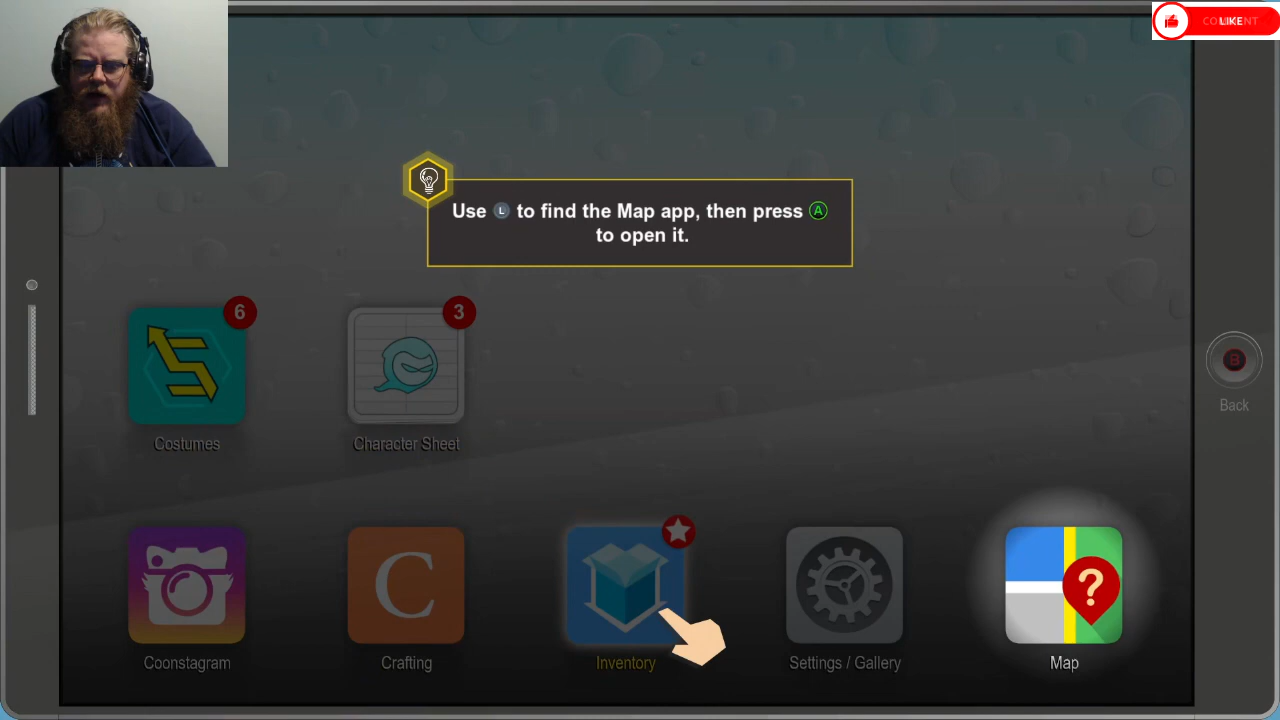 LIKE
Use L to find the Map app, then press A
to open it.
6
3
Costumes
Character Sheet
B
Back
C
?
Coonstagram
Crafting
Inventory
Settings / Gallery
Map